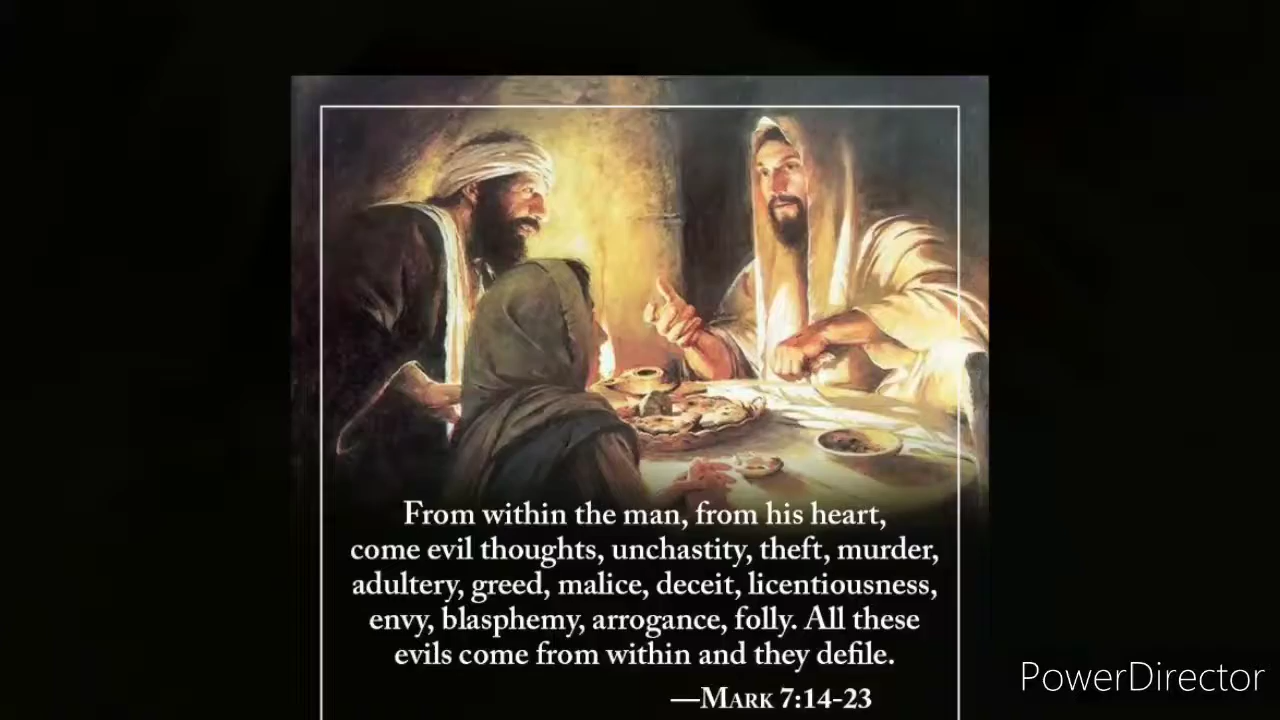 From within the man, from his heart,
come evil thoughts, unchastity, theft, murder,
adultery, greed, malice, deceit, licentiousness,
envy, blasphemy, arrogance, folly. All these
evils come from within and they defile.
—MARK 7:14-23
PowerDirector